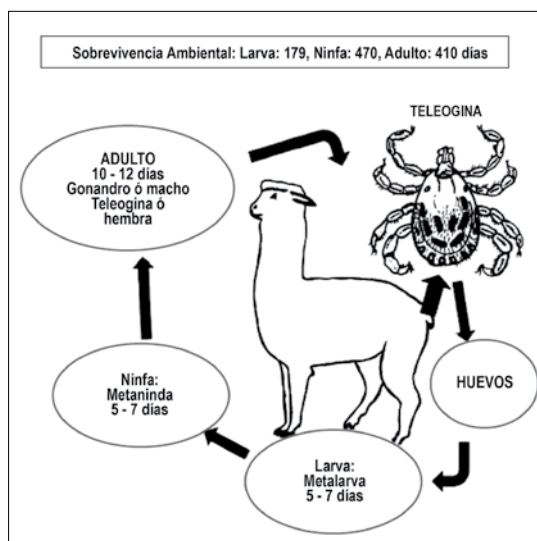 Sobrevivencia Ambiental: Larva: 179, Ninfa: 470, Adulto: 410 días
TELEOGINA
ADULTO
10 - 12 días
Gonandro ó macho
Teleogina ó
hembra
Ninfa:
Metaninda
5 - 7 días
HUEVOS
Larva:
Metalarva
5 - 7 días